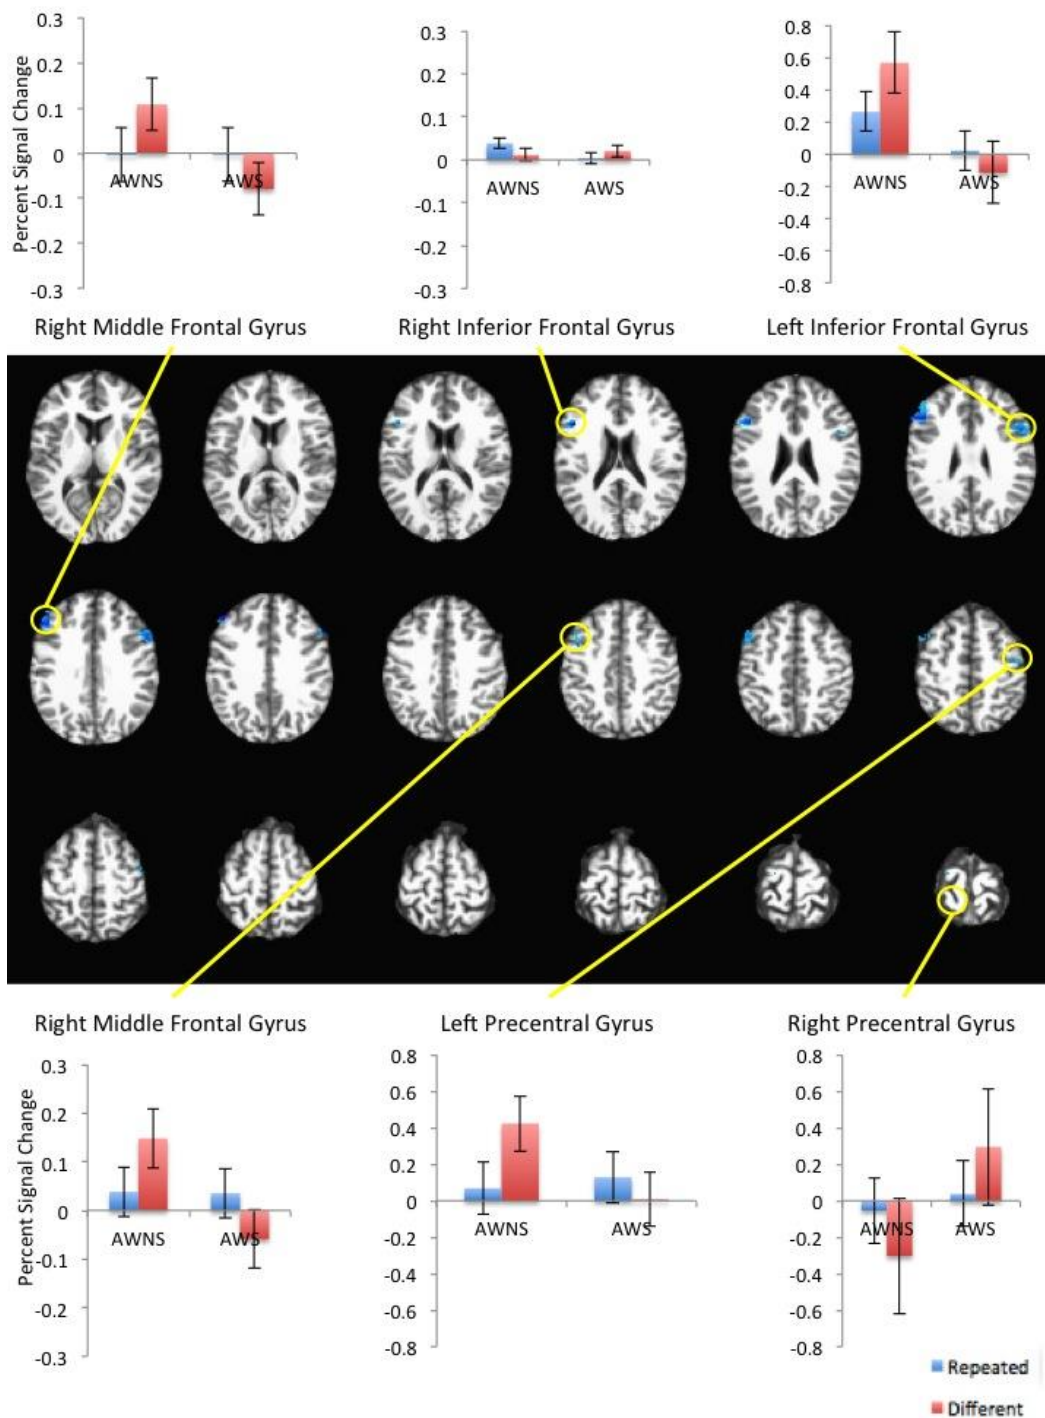 0.3
0.2
0.1
0
-0.1
-0.2
-0.3
Percent Signal Change
AWNS
AWS
0.3
0.2
0.1
0
-0.1
-0.2
-0.3
AWNS
AWS
0.8
0.6
0.4
0.2
0
-0.2
-0.4
-0.6
-0.8
AWNS
AWS
Right Middle Frontal Gyrus
Right Inferior Frontal Gyrus
Left Inferior Frontal Gyrus
Right Middle Frontal Gyrus
Left Precentral Gyrus
Right Precentral Gyrus
0.3
0.2
0.1
0
-0.1
-0.2
-0.3
Percent Signal Change
AWNS
AWS
0.8
0.6
0.4
0.2
0
-0.2
-0.4
-0.6
-0.8
AWNS
AWS
0.8
0.6
0.4
0.2
0
-0.2
-0.4
-0.6
-0.8
AWNS
AWS
Repeated
Different